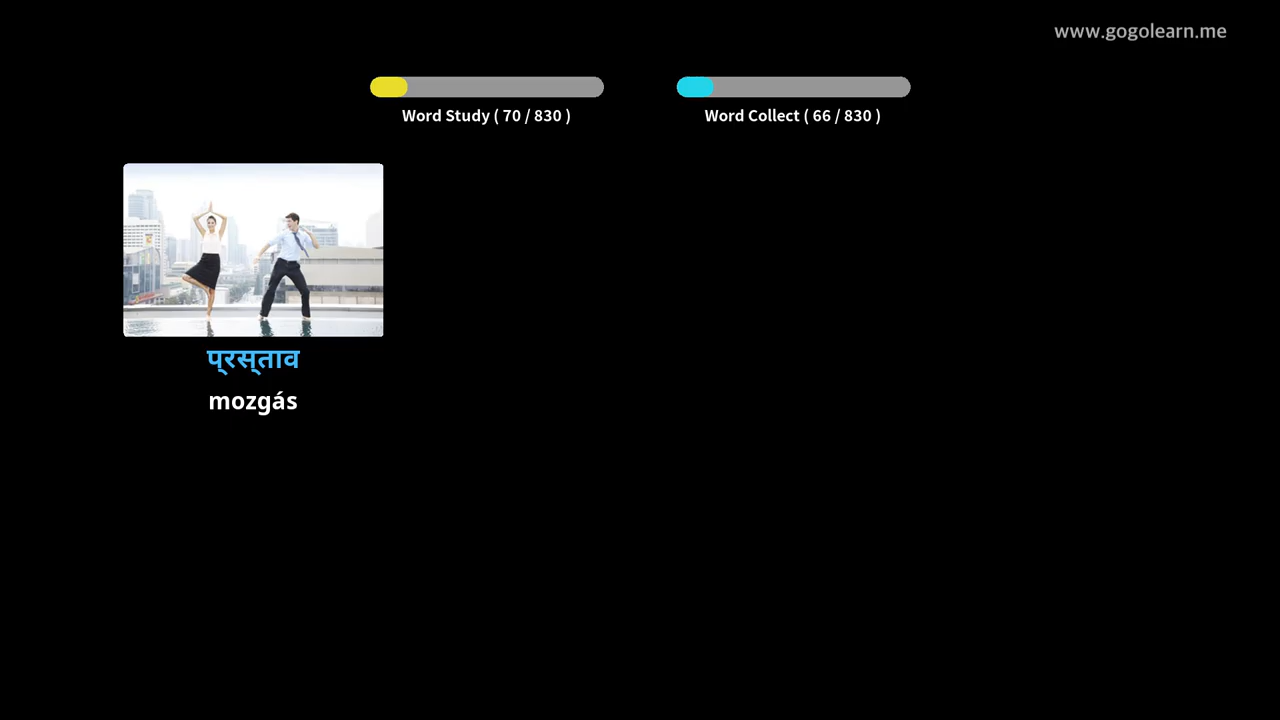 www.gogolearn.me
Word Study ( 70 / 830 )
Word Collect ( 66 / 830 )
प्रस्ताव
mozgás